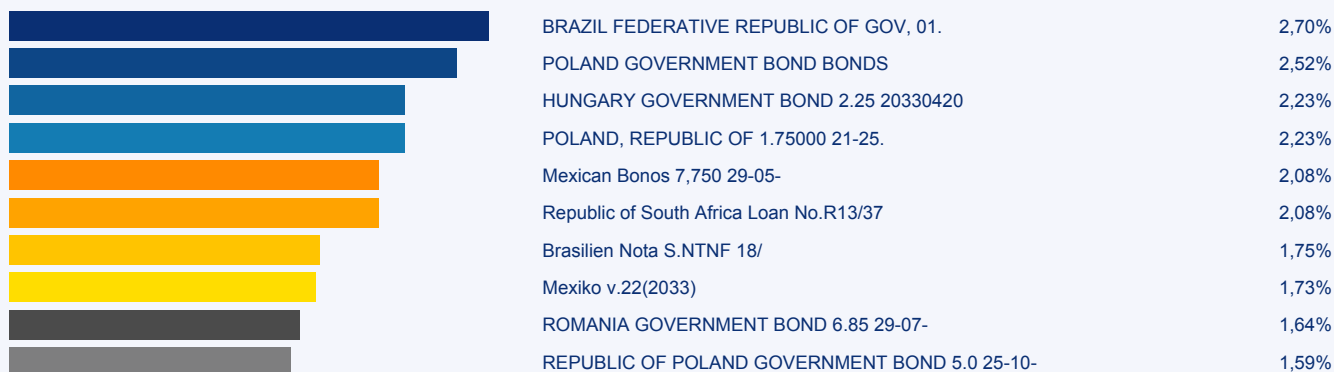 BRAZIL FEDERATIVE REPUBLIC OF GOV, 01. 2,70%
POLAND GOVERNMENT BOND BONDS 2,52%
HUNGARY GOVERNMENT BOND 2.25 20330420 2,23%
POLAND, REPUBLIC OF 1.75000 21-25. 2,23%
Mexican Bonos 7,750 29-05- 2,08%
Republic of South Africa Loan No.R13/37 2,08%
Brasilien Nota S.NTNF 18/ 1,75%
Mexiko v.22(2033) 1,73%
ROMANIA GOVERNMENT BOND 6.85 29-07- 1,64%
REPUBLIC OF POLAND GOVERNMENT BOND 5.0 25-10- 1,59%